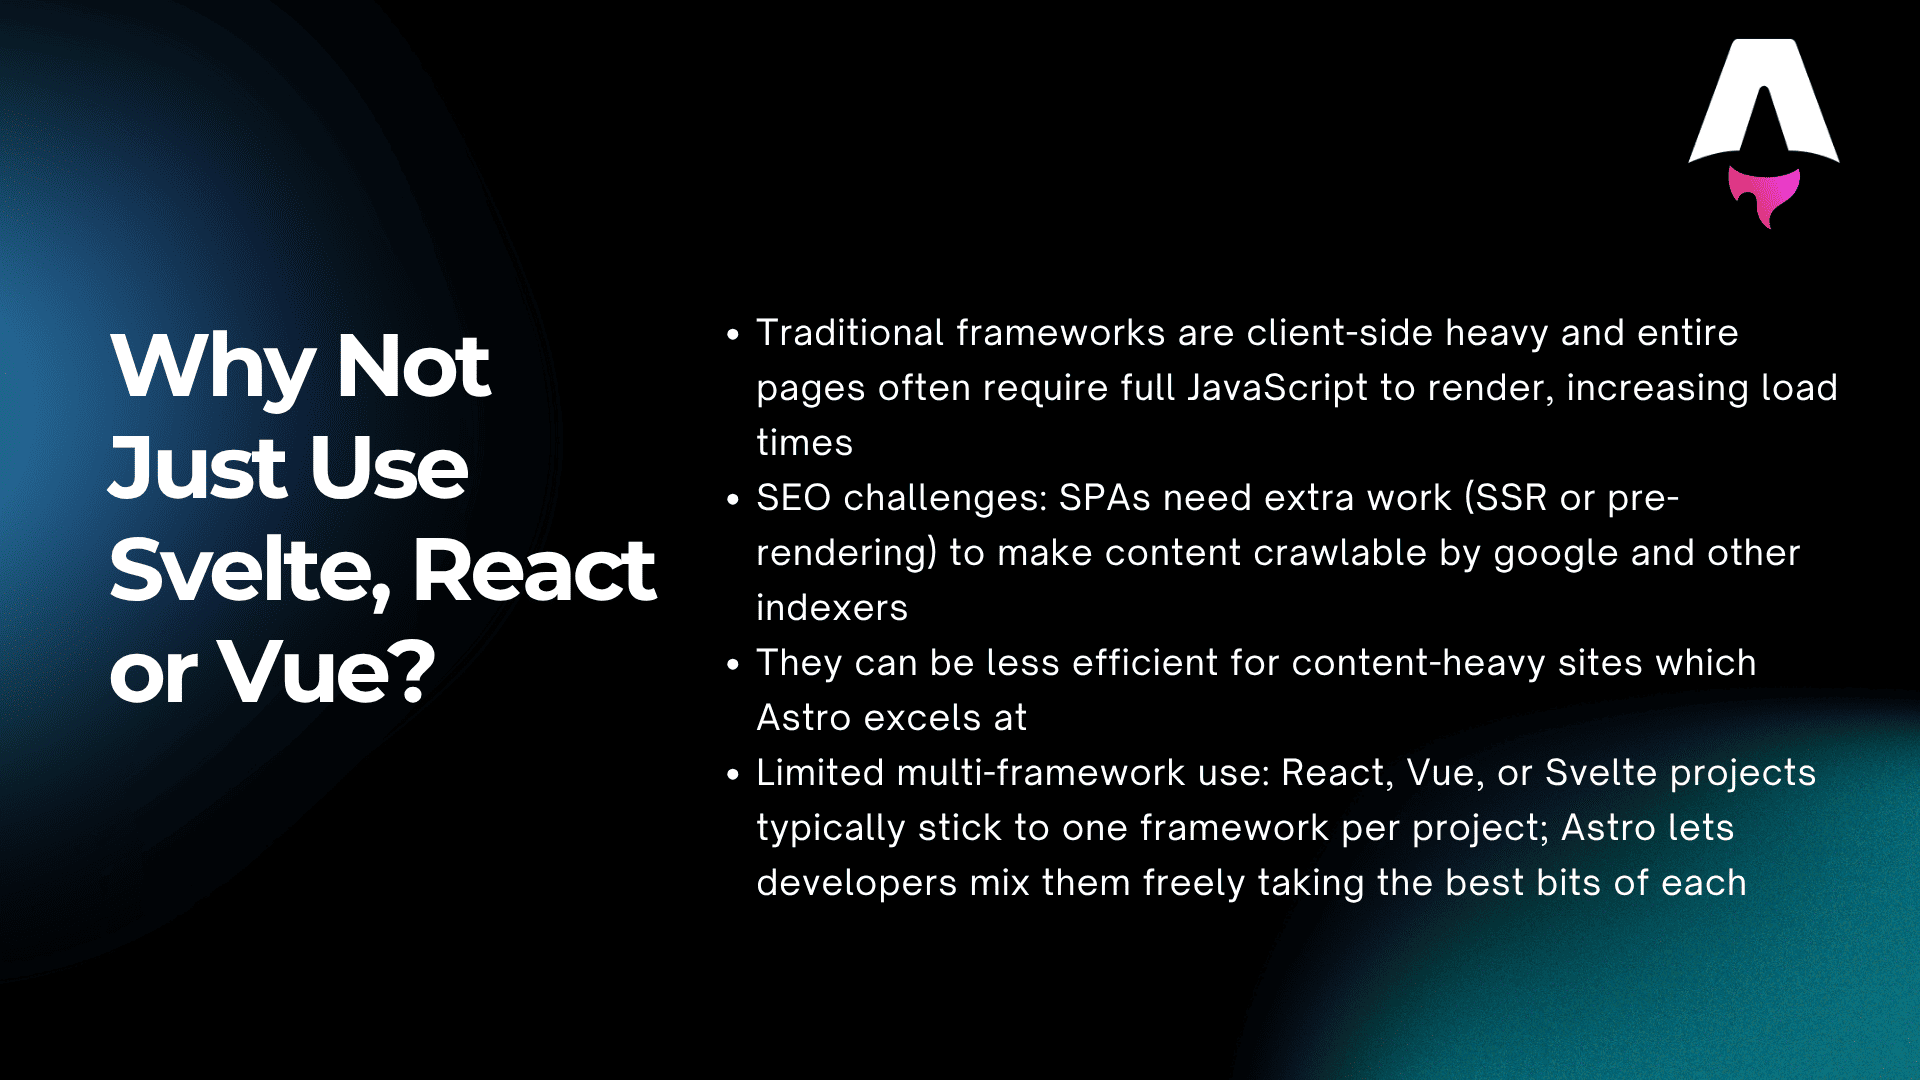 Why Not
Just Use
Svelte, React
or Vue?
• Traditional frameworks are client-side heavy and entire
pages often require full JavaScript to render, increasing load
times
• SEO challenges: SPAs need extra work (SSR or pre-
rendering) to make content crawlable by google and other
indexers
• They can be less efficient for content-heavy sites which
Astro excels at
• Limited multi-framework use: React, Vue, or Svelte projects
typically stick to one framework per project; Astro lets
developers mix them freely taking the best bits of each